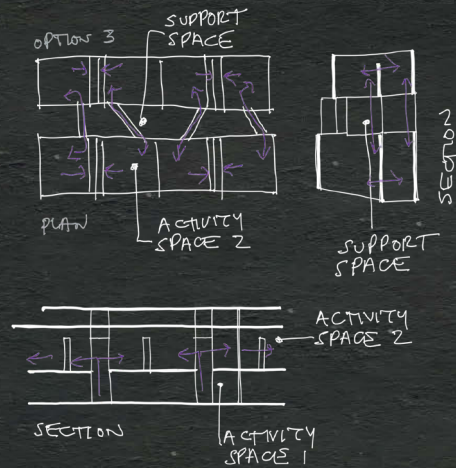 OPTION 3
SUPPORT
SPACE
PLAN
ACTIVITY
SPACE 2
SECTION
SUPPORT
SPACE
ACTIVITY
SPACE 2
SECTION
ACTIVITY
SPACE 1